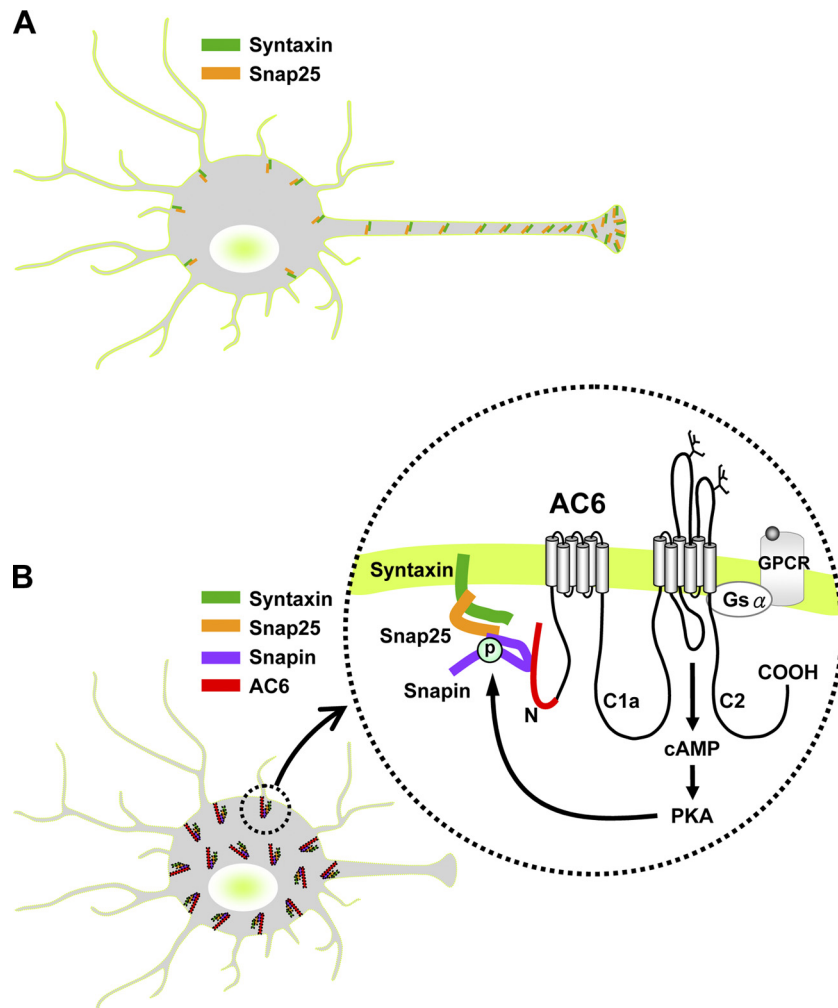 A
Syntaxin
Snap25
B
Syntaxin
Snap25
Snapin
AC6
AC6
Syntaxin
GPCR
Gs α
Snap25
p
Snapin
N
C1a
C2
COOH
cAMP
PKA